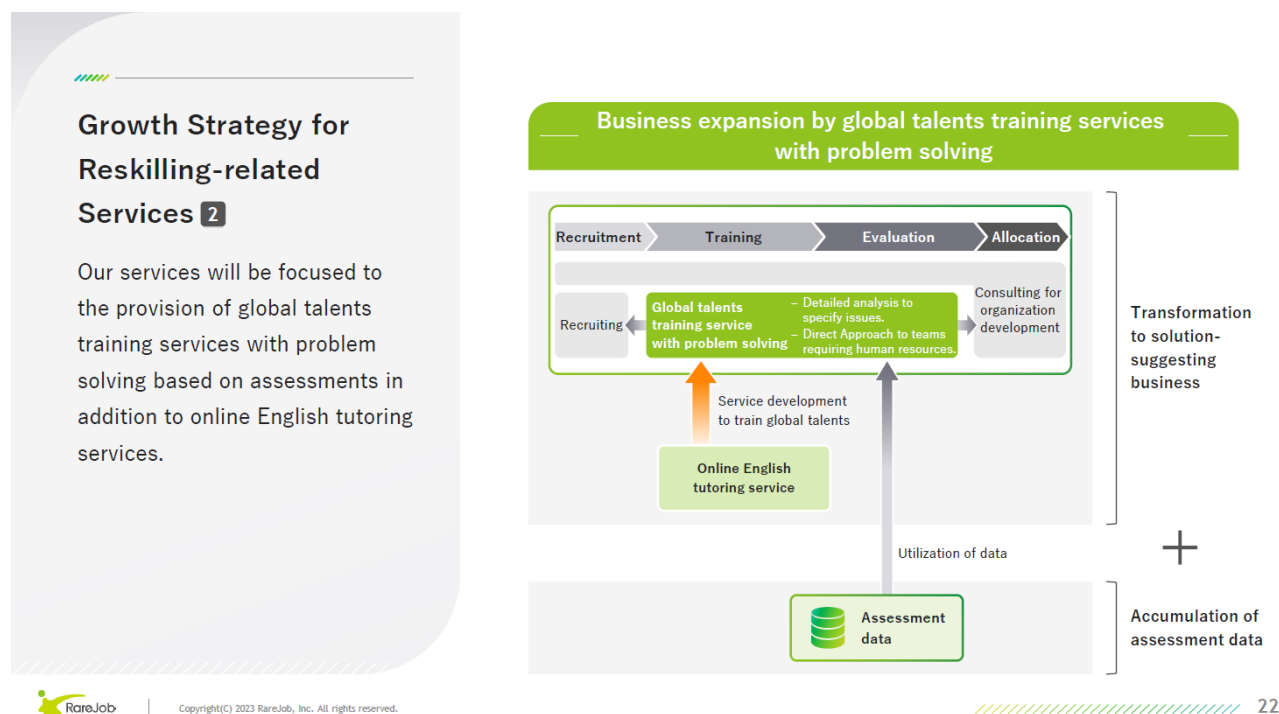 Growth Strategy for
Reskilling-related
Services 2
Our services will be focused to
the provision of global talents
training services with problem
solving based on assessments in
addition to online English tutoring
services.
Business expansion by global talents training services
with problem solving
Recruitment
Training
Evaluation
Allocation
Recruiting
Global talents
training service
with problem solving
– Detailed analysis to
specify issues.
– Direct Approach to teams
requiring human resources.
Consulting for
organization
development
Service development
to train global talents
Online English
tutoring service
Transformation
to solution-
suggesting
business
Utilization of data
+
Assessment
data
Accumulation of
assessment data
RareJob
Copyright(C) 2023 RareJob, Inc. All rights reserved.
22